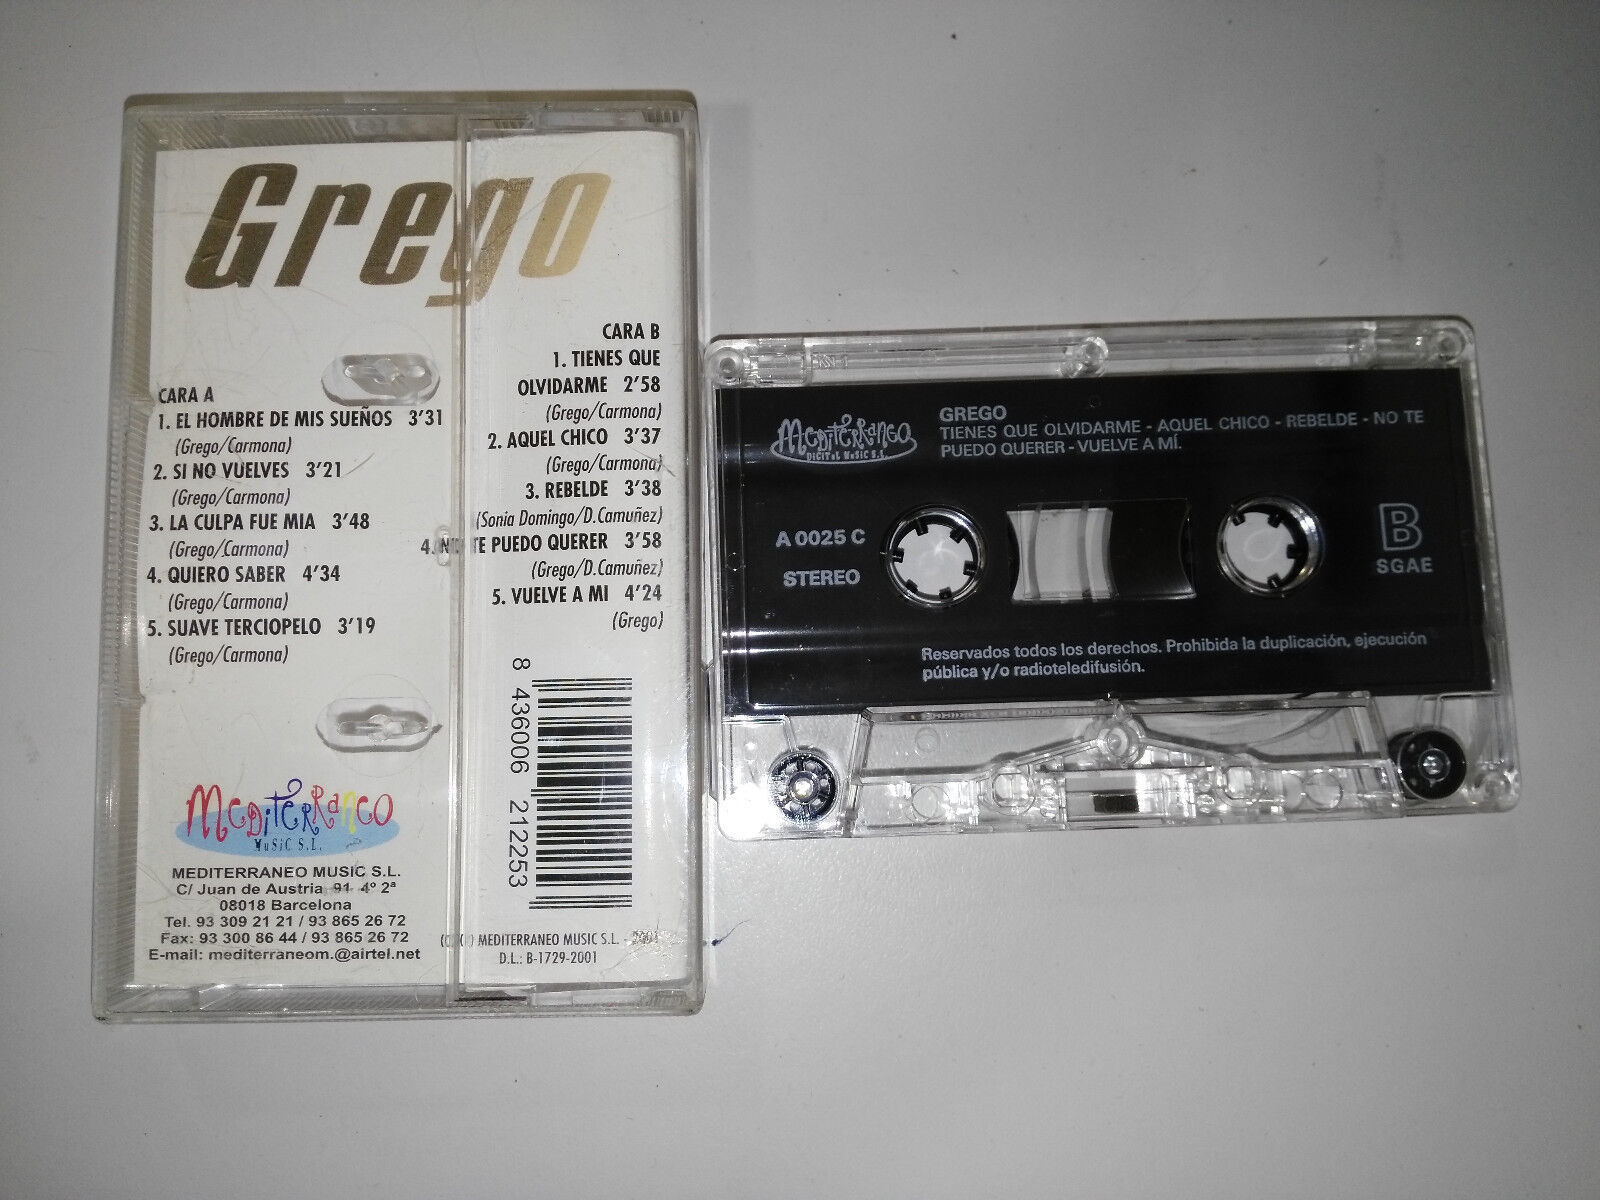 Grego
CARA A
1. EL HOMBRE DE MIS SUEÑOS 3'31
(Grego/Carmona)
2. SI NO VUELVES 3'21
(Grego/Carmona)
3. LA CULPA FUE MIA 3'48
(Grego/Carmona)
4. QUIERO SABER 4'34
(Grego/Carmona)
5. SUAVE TERCIOPELO 3'19
(Grego/Carmona)
CARA B
1. TIENES QUE
OLVIDARME 2'58
(Grego/Carmona)
2. AQUEL CHICO 3'37
(Grego/Carmona)
3. REBELDE 3'38
(Sonia Domingo/D.Camuñez)
4. NO TE PUEDO QUERER 3'58
(Grego/D.Camuñez)
5. VUELVE A MI 4'24
(Grego)
8 436006 212253
MEDiTERRaNEO
MuSiC S.L.
MEDITERRANEO MUSIC S.L.
C/ Juan de Austria 91 4º 2ª
08018 Barcelona
Tel. 93 309 21 21 / 93 865 26 72
Fax: 93 300 86 44 / 93 865 26 72
E-mail: mediterraneom.@airtel.net
MEDITERRANEO MUSIC S.L. 2001
D.L.: B-1729-2001
MEDiTERRaNEO
DiGiTaL MuSiC S.L.
GREGO
TIENES QUE OLVIDARME - AQUEL CHICO - REBELDE - NO TE
PUEDO QUERER - VUELVE A MÍ.
A 0025 C
STEREO
B
SGAE
Reservados todos los derechos. Prohibida la duplicación, ejecución
pública y/o radioteledifusión.